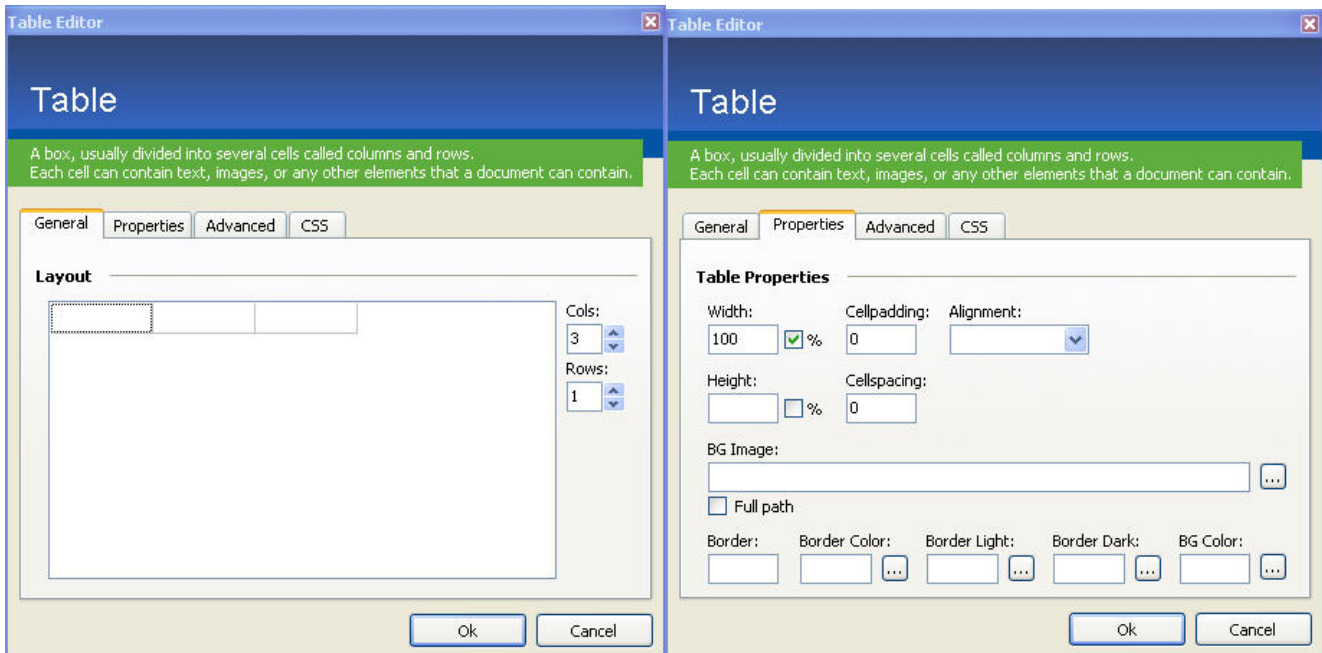 Table Editor
Table
A box, usually divided into several cells called columns and rows.
Each cell can contain text, images, or any other elements that a document can contain.
General Properties Advanced CSS
Layout
Cols:
3
Rows:
1
Ok Cancel
Table Editor
Table
A box, usually divided into several cells called columns and rows.
Each cell can contain text, images, or any other elements that a document can contain.
General Properties Advanced CSS
Table Properties
Width: Cellpadding: Alignment:
100 % 0
Height: Cellspacing:
% 0
BG Image:
...
Full path
Border: Border Color: Border Light: Border Dark: BG Color:
... ... ... ...
Ok Cancel